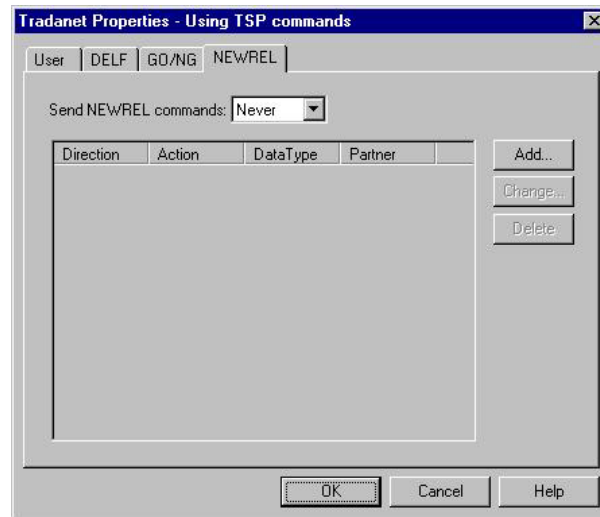 Tradanet Properties - Using TSP commands
User DELF GO/NG NEWREL
Send NEWREL commands: Never
Direction Action DataType Partner
Add...
Change...
Delete
OK Cancel Help